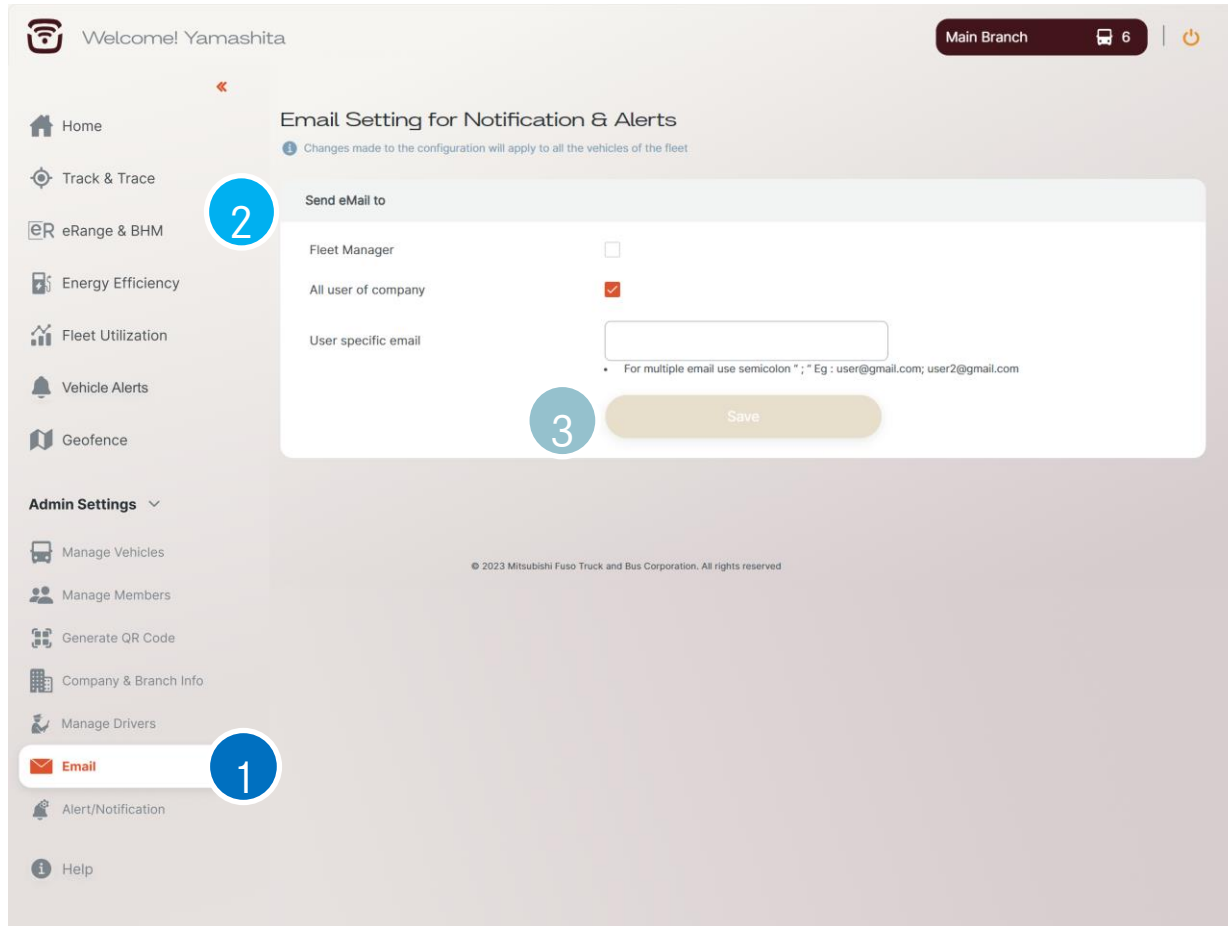 Welcome! Yamashita
Main Branch 6
«
Home
Track & Trace
eR eRange & BHM
Energy Efficiency
Fleet Utilization
Vehicle Alerts
Geofence
Admin Settings
Manage Vehicles
Manage Members
Generate QR Code
Company & Branch Info
Manage Drivers
Email
1
Alert/Notification
Help
Email Setting for Notification & Alerts
Changes made to the configuration will apply to all the vehicles of the fleet
2
Send eMail to
Fleet Manager
All user of company
User specific email
• For multiple email use semicolon " ; " Eg : user@gmail.com; user2@gmail.com
3
Save
© 2023 Mitsubishi Fuso Truck and Bus Corporation. All rights reserved